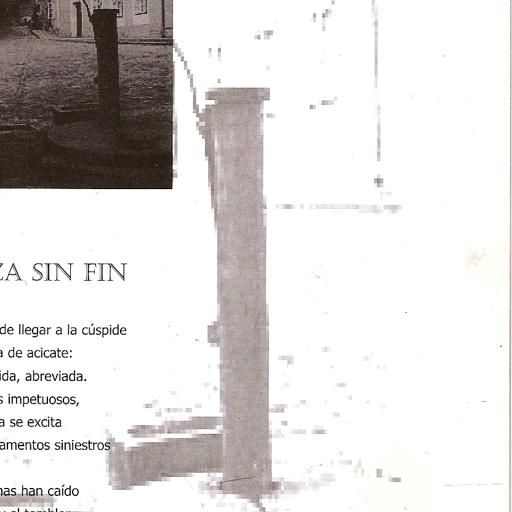 ZA SIN FIN
de llegar a la cúspide
a de acicate:
ida, abreviada.
s impetuosos,
a se excita
amentos siniestros
nas han caído